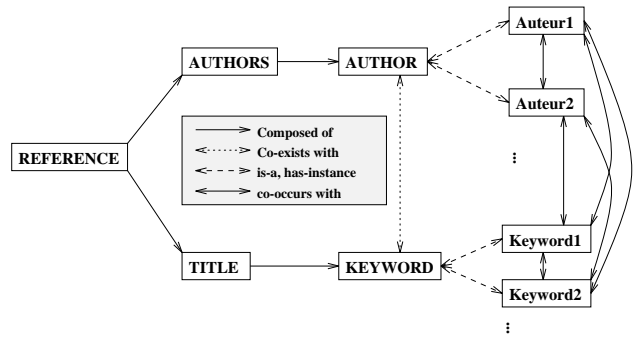 Auteur1
AUTHORS
AUTHOR
Auteur2
Composed of
Co-exists with
is-a, has-instance
co-occurs with
REFERENCE
...
Keyword1
TITLE
KEYWORD
Keyword2
...